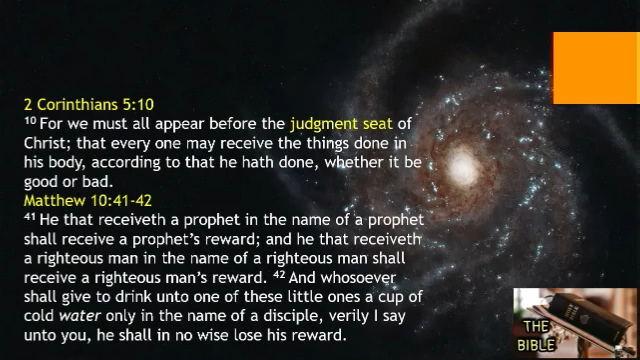 2 Corinthians 5:10
10 For we must all appear before the judgment seat of
Christ; that every one may receive the things done in
his body, according to that he hath done, whether it be
good or bad.
Matthew 10:41-42
41 He that receiveth a prophet in the name of a prophet
shall receive a prophet's reward; and he that receiveth
a righteous man in the name of a righteous man shall
receive a righteous man's reward. 42 And whosoever
shall give to drink unto one of these little ones a cup of
cold water only in the name of a disciple, verily I say
unto you, he shall in no wise lose his reward.
THE
BIBLE